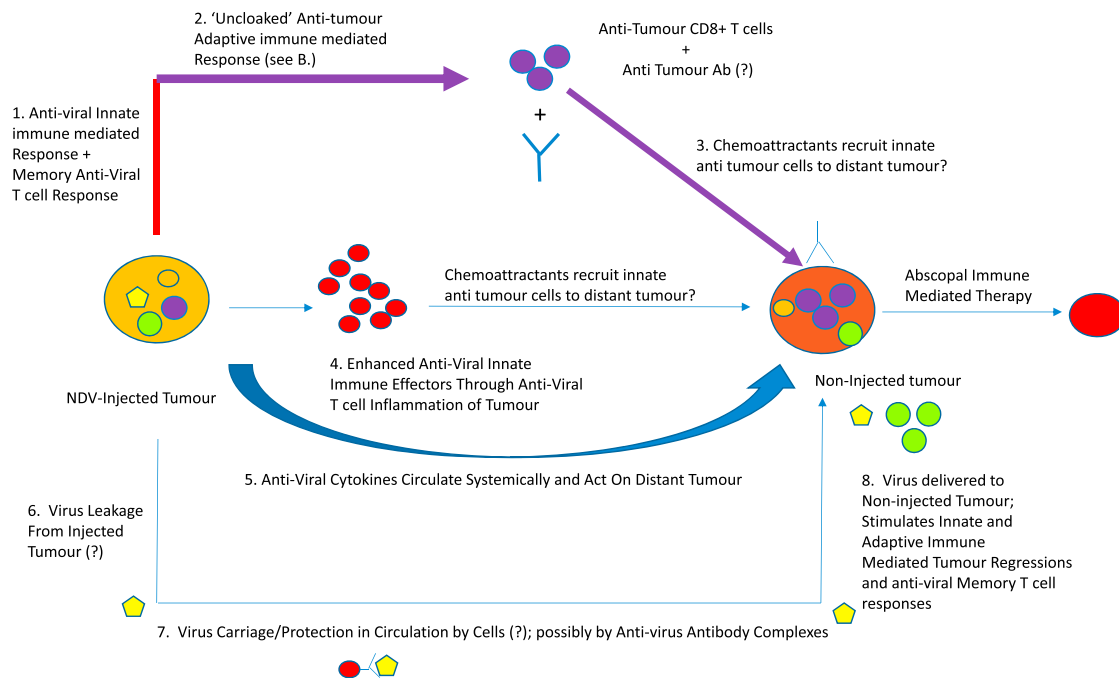 2. ‘Uncloaked’ Anti-tumour
Adaptive immune mediated
Response (see B.)
Anti-Tumour CD8+ T cells
+
Anti Tumour Ab (?)
1. Anti-viral Innate
immune mediated
Response +
Memory Anti-Viral
T cell Response
+
3. Chemoattractants recruit innate
anti tumour cells to distant tumour?
Chemoattractants recruit innate
anti tumour cells to distant tumour?
Abscopal Immune
Mediated Therapy
4. Enhanced Anti-Viral Innate
Immune Effectors Through Anti-Viral
T cell Inflammation of Tumour
NDV-Injected Tumour
Non-Injected tumour
5. Anti-Viral Cytokines Circulate Systemically and Act On Distant Tumour
6. Virus Leakage
From Injected
Tumour (?)
8. Virus delivered to
Non-injected Tumour;
Stimulates Innate and
Adaptive Immune
Mediated Tumour Regressions
and anti-viral Memory T cell
responses
7. Virus Carriage/Protection in Circulation by Cells (?); possibly by Anti-virus Antibody Complexes